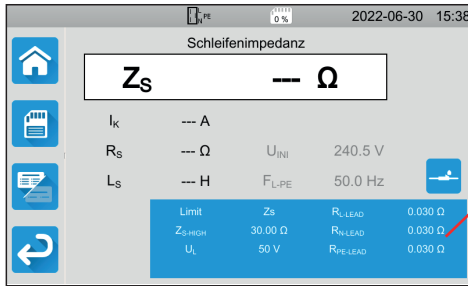 L N PE 0 % 2022-06-30 15:38
Schleifenimpedanz
ZS --- Ω
IK --- A
RS --- Ω UINI 240.5 V
LS --- H FL-PE 50.0 Hz
Limit Zs RL-LEAD 0.030 Ω
ZS-HIGH 30.00 Ω RN-LEAD 0.030 Ω
UL 50 V RPE-LEAD 0.030 Ω